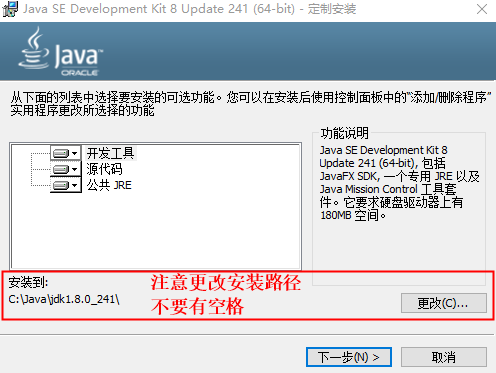 Java SE Development Kit 8 Update 241 (64-bit) - 定制安装
Java
ORACLE
从下面的列表中选择要安装的可选功能。您可以在安装后使用控制面板中的“添加/删除程序”
实用程序更改所选择的功能
开发工具
源代码
公共 JRE
功能说明
Java SE Development Kit 8
Update 241 (64-bit), 包括
JavaFX SDK, 一个专用 JRE 以及
Java Mission Control 工具套
件。它要求硬盘驱动器上有
180MB 空间。
安装到:
C:\Java\jdk1.8.0_241\
注意更改安装路径
不要有空格
更改(C)...
下一步(N) >
取消